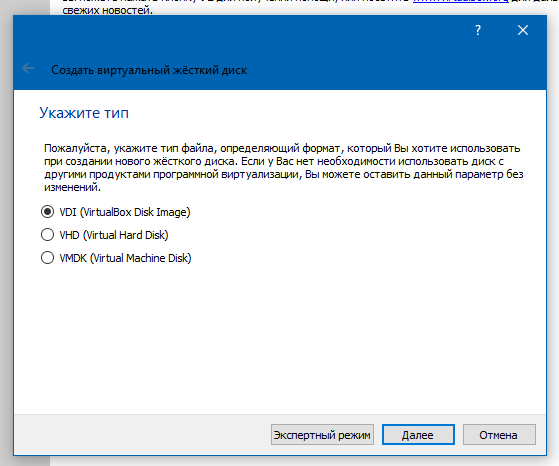 свежих новостей.
?
Создать виртуальный жёсткий диск
Укажите тип
Пожалуйста, укажите тип файла, определяющий формат, который Вы хотите использовать
при создании нового жёсткого диска. Если у Вас нет необходимости использовать диск с
другими продуктами программной виртуализации, Вы можете оставить данный параметр без
изменений.
VDI (VirtualBox Disk Image)
VHD (Virtual Hard Disk)
VMDK (Virtual Machine Disk)
Экспертный режим Далее Отмена